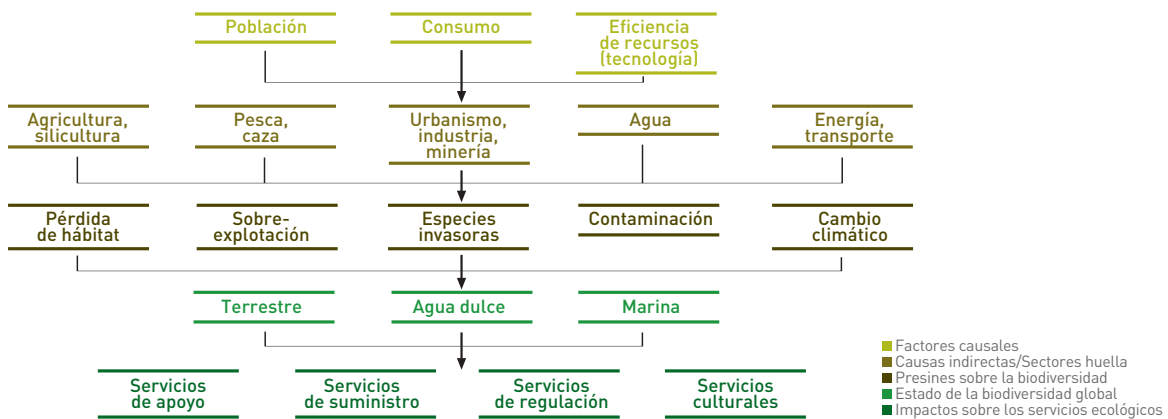 Población
Consumo
Eficiencia
de recursos
(tecnología)
Agricultura,
silicultura
Pesca,
caza
Urbanismo,
industria,
minería
Agua
Energía,
transporte
Pérdida
de hábitat
Sobre-
explotación
Especies
invasoras
Contaminación
Cambio
climático
Terrestre
Agua dulce
Marina
Servicios
de apoyo
Servicios
de suministro
Servicios
de regulación
Servicios
culturales
Factores causales
Causas indirectas/Sectores huella
Presines sobre la biodiversidad
Estado de la biodiversidad global
Impactos sobre los servicios ecológicos